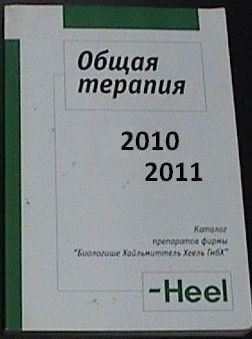 Общая
терапия
2010
2011
Каталог
препаратов фирмы
"Биологише Хайльмиттель Хеель ГмбХ"
-Heel